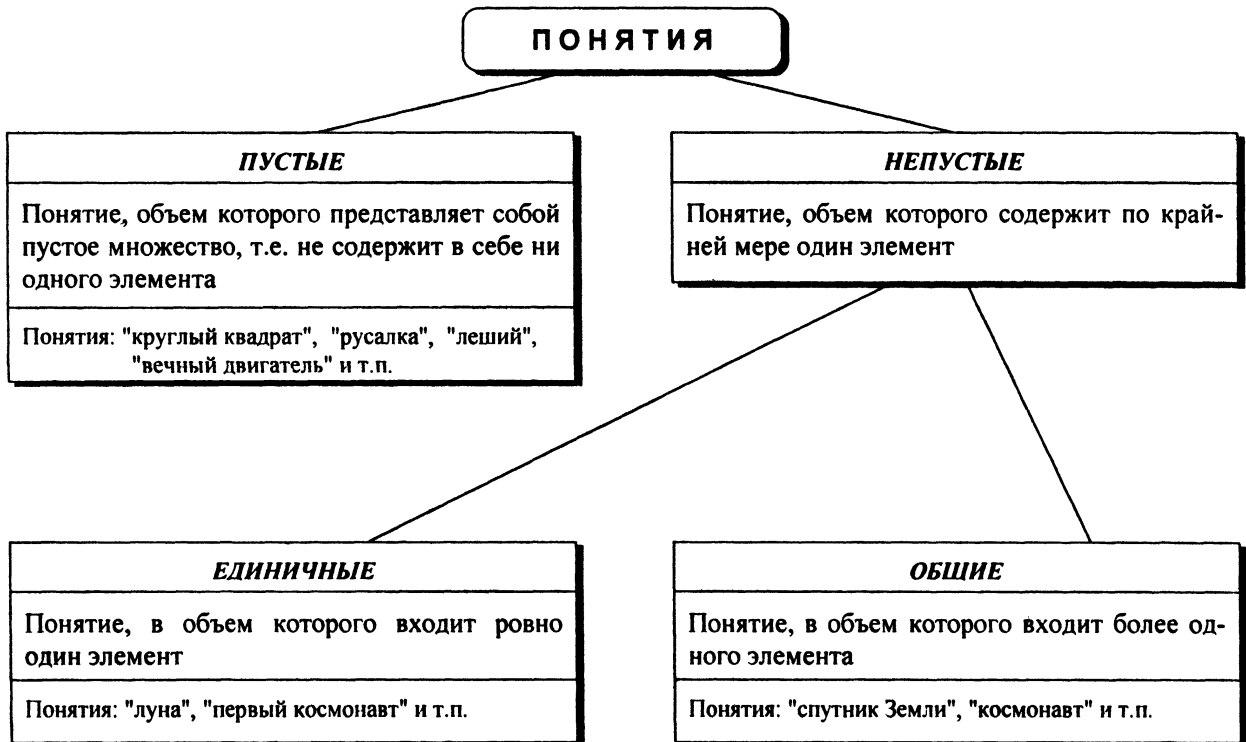 ПОНЯТИЯ
ПУСТЫЕ
Понятие, объем которого представляет собой
пустое множество, т.е. не содержит в себе ни
одного элемента
Понятия: "круглый квадрат", "русалка", "леший",
"вечный двигатель" и т.п.
НЕПУСТЫЕ
Понятие, объем которого содержит по край-
ней мере один элемент
ЕДИНИЧНЫЕ
Понятие, в объем которого входит ровно
один элемент
Понятия: "луна", "первый космонавт" и т.п.
ОБЩИЕ
Понятие, в объем которого входит более од-
ного элемента
Понятия: "спутник Земли", "космонавт" и т.п.